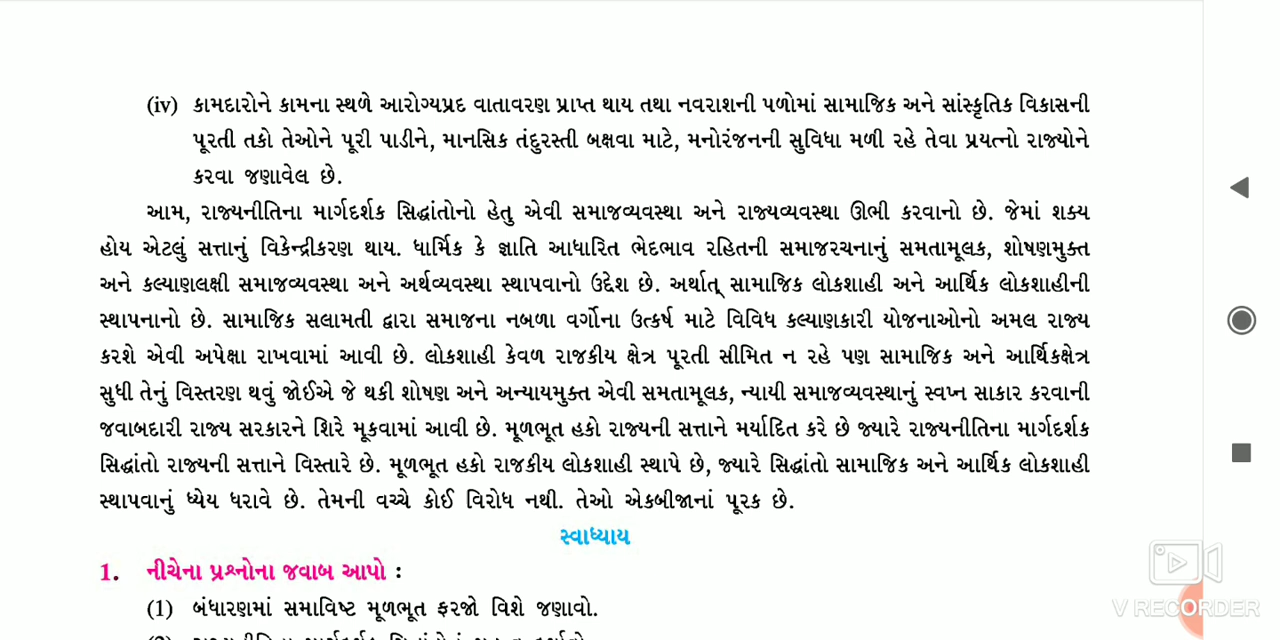 (iv) કામદારોને કામના સ્થળે આરોગ્યપ્રદ વાતાવરણ પ્રાપ્ત થાય તથા નવરાશની પળોમાં સામાજિક અને સાંસ્કૃતિક વિકાસની
પૂરતી તકો તેઓને પૂરી પાડીને, માનસિક તંદુરસ્તી બક્ષવા માટે, મનોરંજનની સુવિધા મળી રહે તેવા પ્રયત્નો રાજ્યોને
કરવા જણાવેલ છે.
આમ, રાજ્યનીતિના માર્ગદર્શક સિદ્ધાંતોનો હેતુ એવી સમાજવ્યવસ્થા અને રાજ્યવ્યવસ્થા ઊભી કરવાનો છે. જેમાં શક્ય
હોય એટલું સત્તાનું વિકેન્દ્રીકરણ થાય. ધાર્મિક કે જ્ઞાતિ આધારિત ભેદભાવ રહિતની સમાજરચનાનું સમતામૂલક, શોષણમુક્ત
અને કલ્યાણલક્ષી સમાજવ્યવસ્થા અને અર્થવ્યવસ્થા સ્થાપવાનો ઉદ્દેશ છે. અર્થાત્ સામાજિક લોકશાહી અને આર્થિક લોકશાહીની
સ્થાપનાનો છે. સામાજિક સલામતી દ્વારા સમાજના નબળા વર્ગોના ઉત્કર્ષ માટે વિવિધ કલ્યાણકારી યોજનાઓનો અમલ રાજ્ય
કરશે એવી અપેક્ષા રાખવામાં આવી છે. લોકશાહી કેવળ રાજકીય ક્ષેત્ર પૂરતી સીમિત ન રહે પણ સામાજિક અને આર્થિકક્ષેત્ર
સુધી તેનું વિસ્તરણ થવું જોઈએ જે થકી શોષણ અને અન્યાયમુક્ત એવી સમતામૂલક, ન્યાયી સમાજવ્યવસ્થાનું સ્વપ્ન સાકાર કરવાની
જવાબદારી રાજ્ય સરકારને શિરે મૂકવામાં આવી છે. મૂળભૂત હકો રાજ્યની સત્તાને મર્યાદિત કરે છે જ્યારે રાજ્યનીતિના માર્ગદર્શક
સિદ્ધાંતો રાજ્યની સત્તાને વિસ્તારે છે. મૂળભૂત હકો રાજકીય લોકશાહી સ્થાપે છે, જ્યારે સિદ્ધાંતો સામાજિક અને આર્થિક લોકશાહી
સ્થાપવાનું ધ્યેય ધરાવે છે. તેમની વચ્ચે કોઈ વિરોધ નથી. તેઓ એકબીજાનાં પૂરક છે.
સ્વાધ્યાય
1. નીચેના પ્રશ્નોના જવાબ આપો :
(1) બંધારણમાં સમાવિષ્ટ મૂળભૂત ફરજો વિશે જણાવો.
V RECORDER